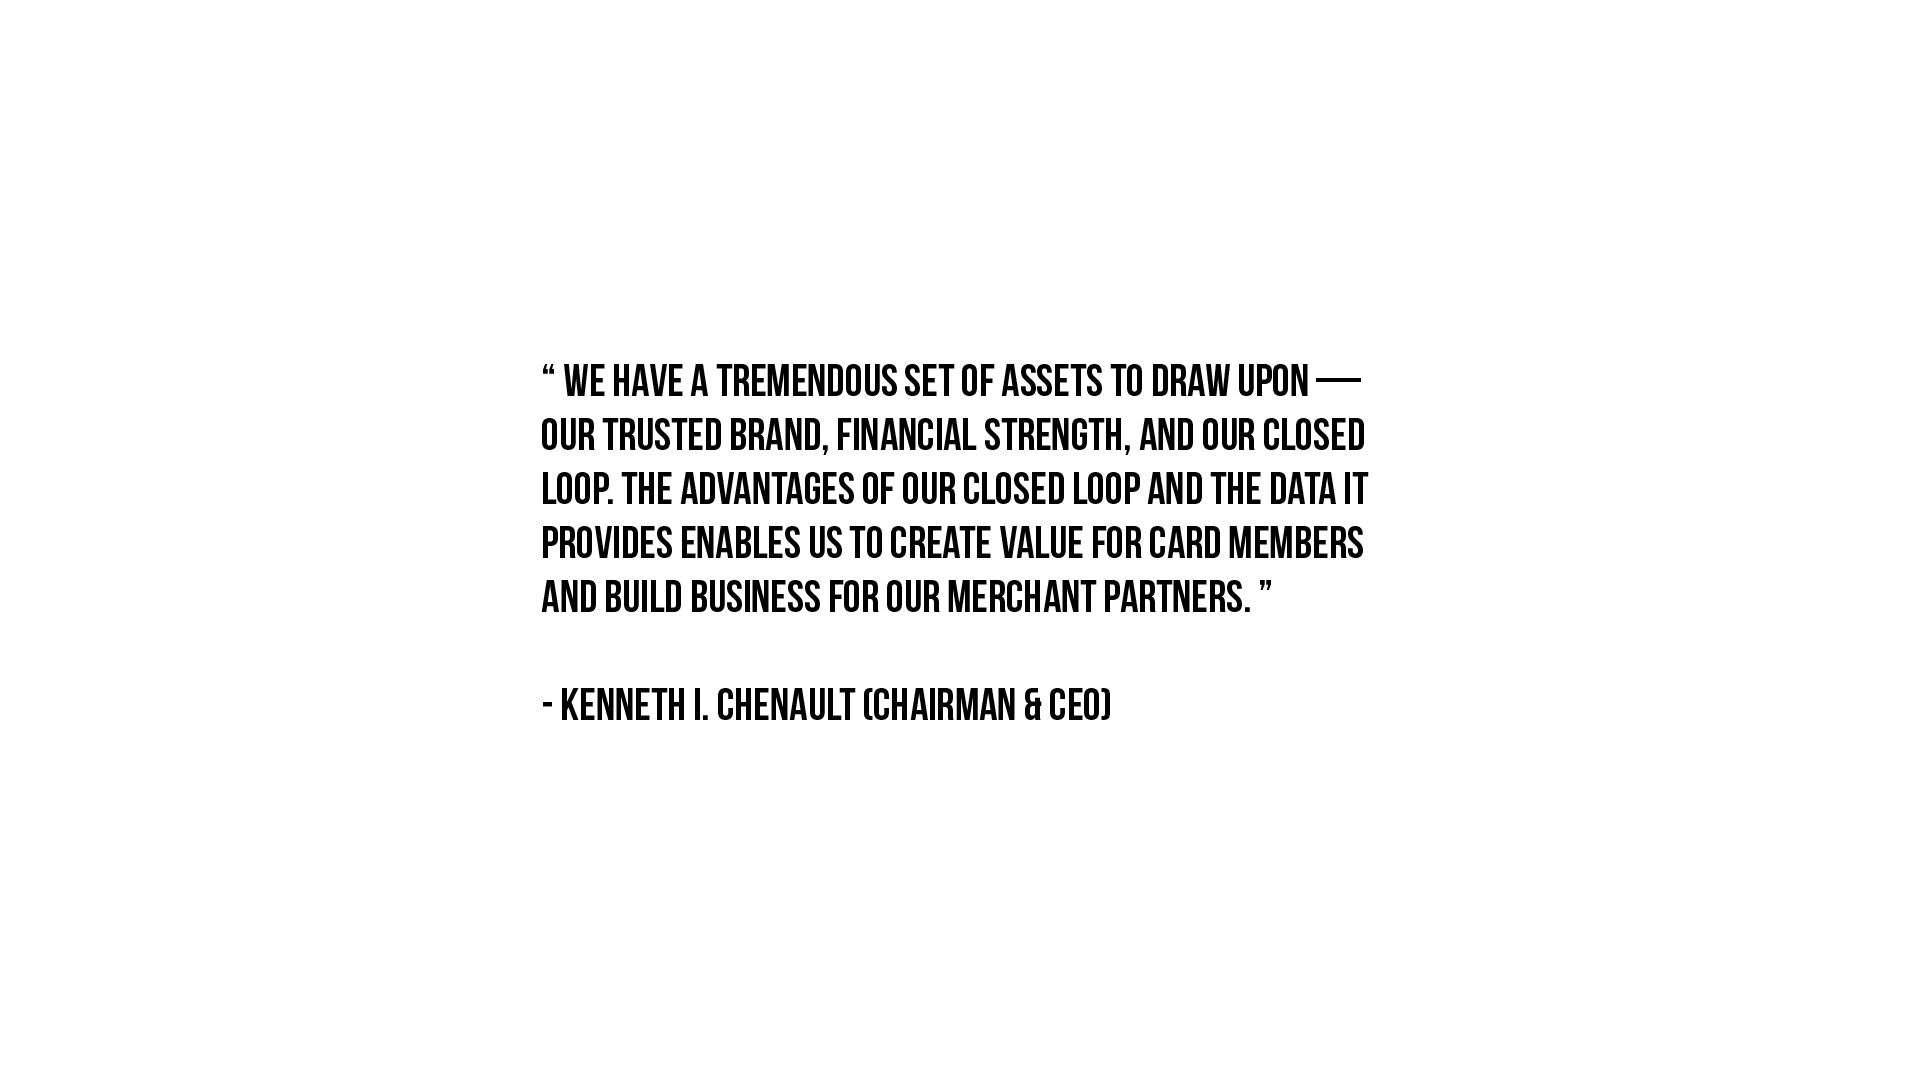 “ WE HAVE A TREMENDOUS SET OF ASSETS TO DRAW UPON —
OUR TRUSTED BRAND, FINANCIAL STRENGTH, AND OUR CLOSED
LOOP. THE ADVANTAGES OF OUR CLOSED LOOP AND THE DATA IT
PROVIDES ENABLES US TO CREATE VALUE FOR CARD MEMBERS
AND BUILD BUSINESS FOR OUR MERCHANT PARTNERS. ”
- KENNETH I. CHENAULT (CHAIRMAN & CEO)